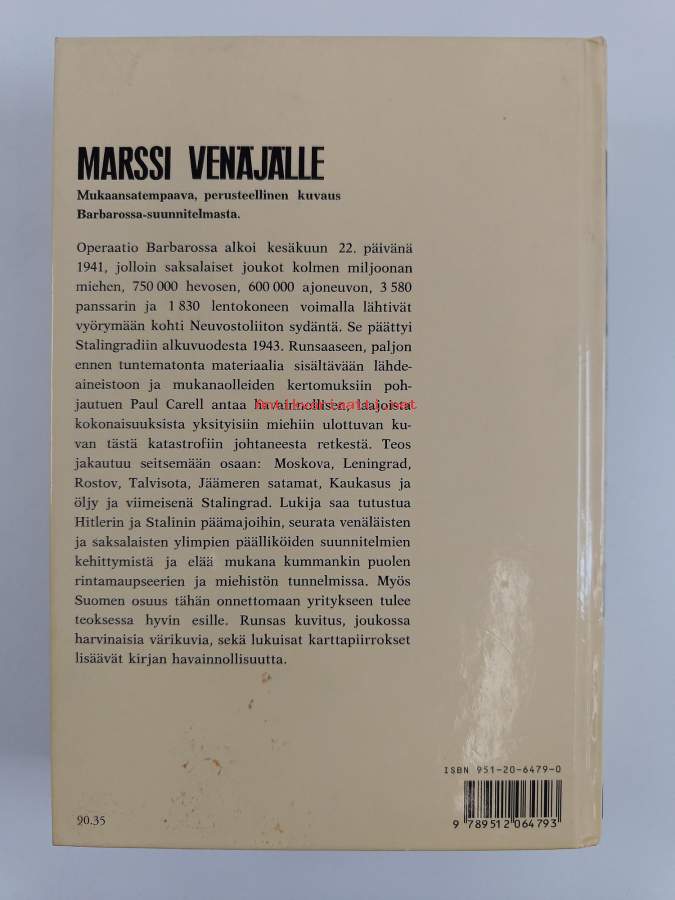 MARSSI VENÄJÄLLE
Mukaansatempaava, perusteellinen kuvaus
Barbarossa-suunnitelmasta.
Operaatio Barbarossa alkoi kesäkuun 22. päivänä
1941, jolloin saksalaiset joukot kolmen miljoonan
miehen, 750 000 hevosen, 600 000 ajoneuvon, 3 580
panssarin ja 1 830 lentokoneen voimalla lähtivät
vyörymään kohti Neuvostoliiton sydäntä. Se päättyi
Stalingradiin alkuvuodesta 1943. Runsaaseen, paljon
ennen tuntematonta materiaalia sisältävään lähde-
aineistoon ja mukanaolleiden kertomuksiin poh-
jautuen Paul Carell antaa havainnollisen, laajoista
kokonaisuuksista yksityisiin miehiin ulottuvan ku-
van tästä katastrofiin johtaneesta retkestä. Teos
jakautuu seitsemään osaan: Moskova, Leningrad,
Rostov, Talvisota, Jäämeren satamat, Kaukasus ja
öljy ja viimeisenä Stalingrad. Lukija saa tutustua
Hitlerin ja Stalinin päämajoihin, seurata venäläisten
ja saksalaisten ylimpien päälliköiden suunnitelmien
kehittymistä ja elää mukana kummankin puolen
rintamaupseerien ja miehistön tunnelmissa. Myös
Suomen osuus tähän onnettomaan yritykseen tulee
teoksessa hyvin esille. Runsas kuvitus, joukossa
harvinaisia värikuvia, sekä lukuisat karttapiirrokset
lisäävät kirjan havainnollisuutta.
ISBN 951-20-6479-0
9 789512 064793
90.35